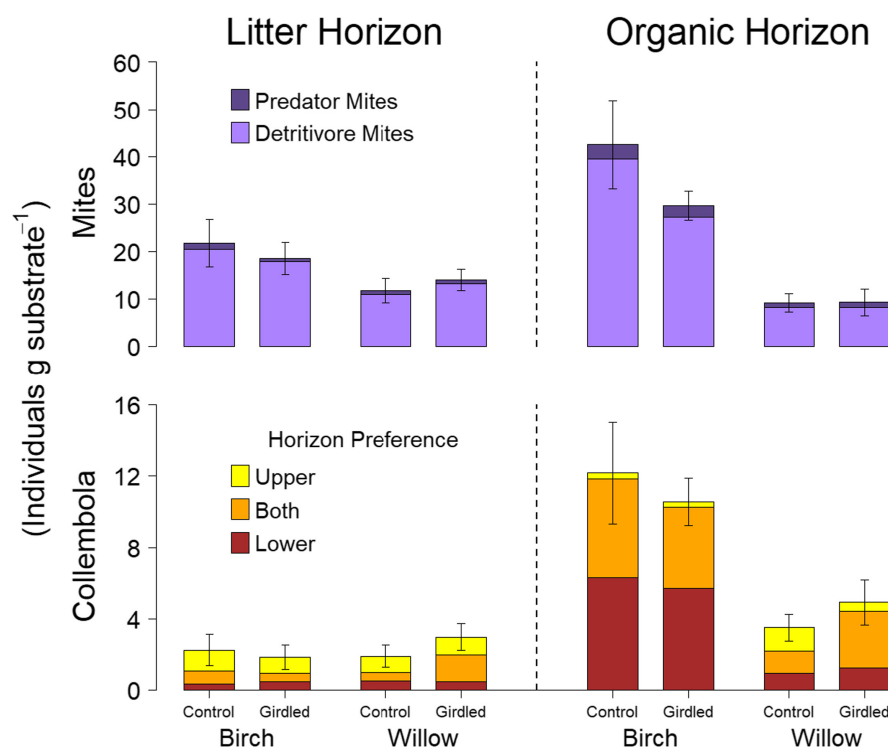 Litter Horizon
Organic Horizon
(Individuals g substrate⁻¹)
Mites
60
50
40
30
20
10
0
Predator Mites
Detritivore Mites
Collembola
16
12
8
4
0
Horizon Preference
Upper
Both
Lower
Control Girdled Control Girdled Control Girdled Control Girdled
Birch Willow Birch Willow